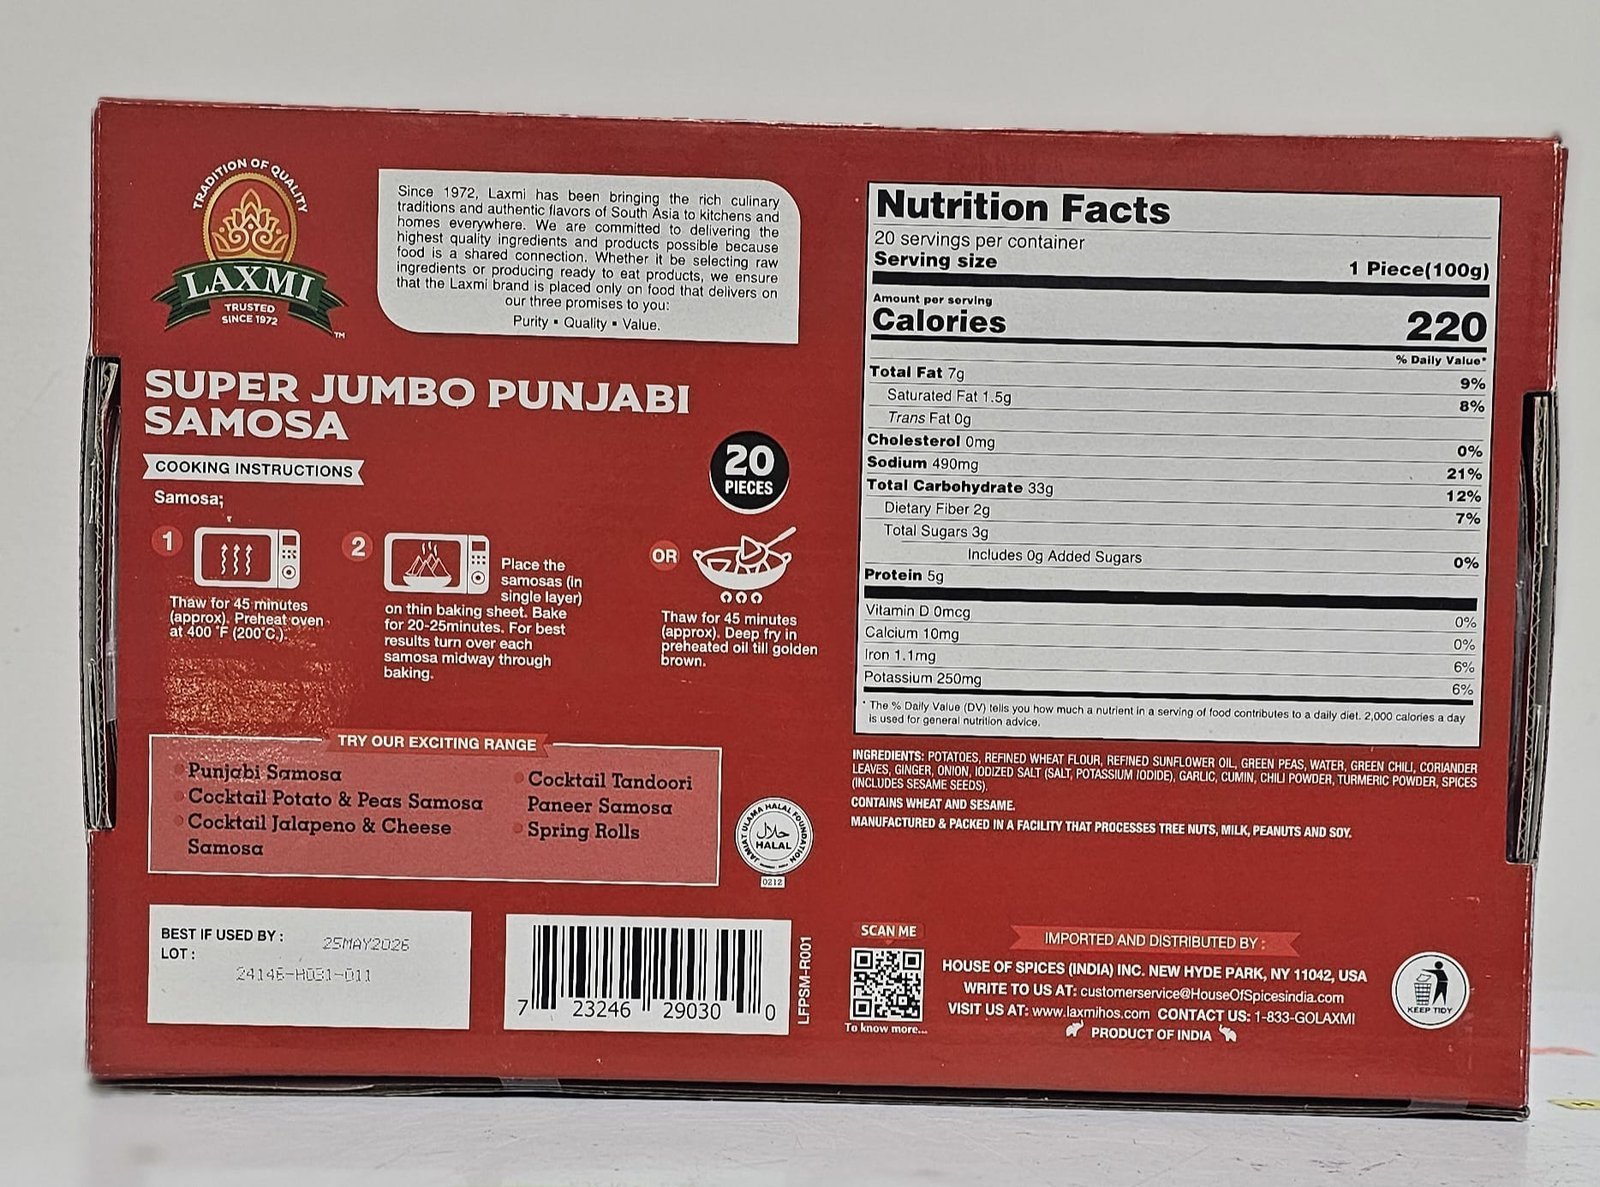 TRADITION OF QUALITY
LAXMI
TRUSTED
SINCE 1972
TM
Since 1972, Laxmi has been bringing the rich culinary
traditions and authentic flavors of South Asia to kitchens and
homes everywhere. We are committed to delivering the
highest quality ingredients and products possible because
food is a shared connection. Whether it be selecting raw
ingredients or producing ready to eat products, we ensure
that the Laxmi brand is placed only on food that delivers on
our three promises to you:
Purity ▪ Quality ▪ Value.
SUPER JUMBO PUNJABI
SAMOSA
COOKING INSTRUCTIONS
20
PIECES
Samosa;
1
Thaw for 45 minutes
(approx). Preheat oven
at 400 °F (200°C.).
2
Place the
samosas (in
single layer)
on thin baking sheet. Bake
for 20-25minutes. For best
results turn over each
samosa midway through
baking.
OR
Thaw for 45 minutes
(approx). Deep fry in
preheated oil till golden
brown.
TRY OUR EXCITING RANGE
Punjabi Samosa
Cocktail Potato & Peas Samosa
Cocktail Jalapeno & Cheese
Samosa
Cocktail Tandoori
Paneer Samosa
Spring Rolls
JAMIAT ULAMA HALAL FOUNDATION
حلال
HALAL
0212
BEST IF USED BY : 25MAY2026
LOT :
24145-H031-011
7 23246 29030 0
LFPSM-R001
Nutrition Facts
20 servings per container
Serving size 1 Piece(100g)
Amount per serving
Calories 220
% Daily Value*
Total Fat 7g 9%
Saturated Fat 1.5g 8%
Trans Fat 0g
Cholesterol 0mg 0%
Sodium 490mg 21%
Total Carbohydrate 33g 12%
Dietary Fiber 2g 7%
Total Sugars 3g
Includes 0g Added Sugars 0%
Protein 5g
Vitamin D 0mcg 0%
Calcium 10mg 0%
Iron 1.1mg 6%
Potassium 250mg 6%
* The % Daily Value (DV) tells you how much a nutrient in a serving of food contributes to a daily diet. 2,000 calories a day
is used for general nutrition advice.
INGREDIENTS: POTATOES, REFINED WHEAT FLOUR, REFINED SUNFLOWER OIL, GREEN PEAS, WATER, GREEN CHILI, CORIANDER
LEAVES, GINGER, ONION, IODIZED SALT (SALT, POTASSIUM IODIDE), GARLIC, CUMIN, CHILI POWDER, TURMERIC POWDER, SPICES
(INCLUDES SESAME SEEDS).
CONTAINS WHEAT AND SESAME.
MANUFACTURED & PACKED IN A FACILITY THAT PROCESSES TREE NUTS, MILK, PEANUTS AND SOY.
SCAN ME
To know more...
IMPORTED AND DISTRIBUTED BY :
HOUSE OF SPICES (INDIA) INC. NEW HYDE PARK, NY 11042, USA
WRITE TO US AT: customerservice@HouseOfSpicesindia.com
VISIT US AT: www.laxmihos.com CONTACT US: 1-833-GOLAXMI
PRODUCT OF INDIA
KEEP TIDY